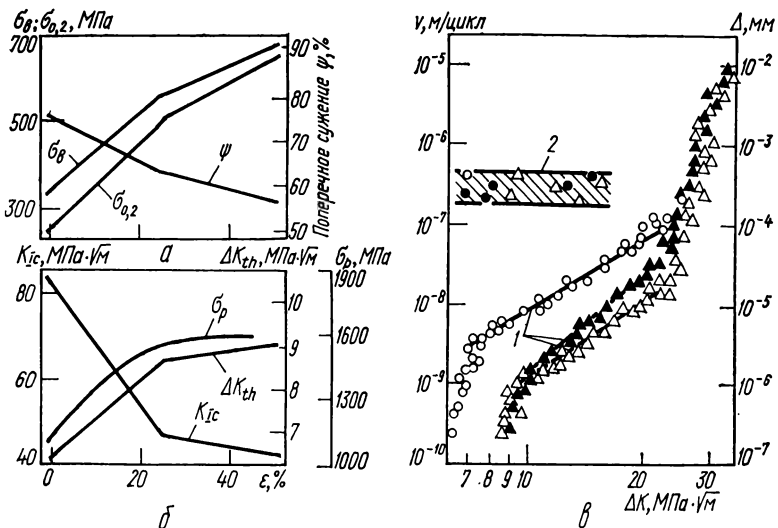 σв; σ0,2, МПа
700
500
300
90
80
70
60
50
Поперечное сужение ψ, %
σв
σ0,2
ψ
а
KIc, МПа·√м
ΔKth, МПа·√м
σр, МПа
80
60
40
10
9
8
7
1900
1600
1300
1000
σр
ΔKth
KIc
0
20
40
ε, %
б
v, м/цикл
Δ, мм
10⁻⁵
10⁻⁶
10⁻⁷
10⁻⁸
10⁻⁹
10⁻¹⁰
10⁻²
10⁻³
10⁻⁴
10⁻⁵
10⁻⁶
10⁻⁷
2
1
7 8 9 10 20 30
ΔK, МПа·√м
в